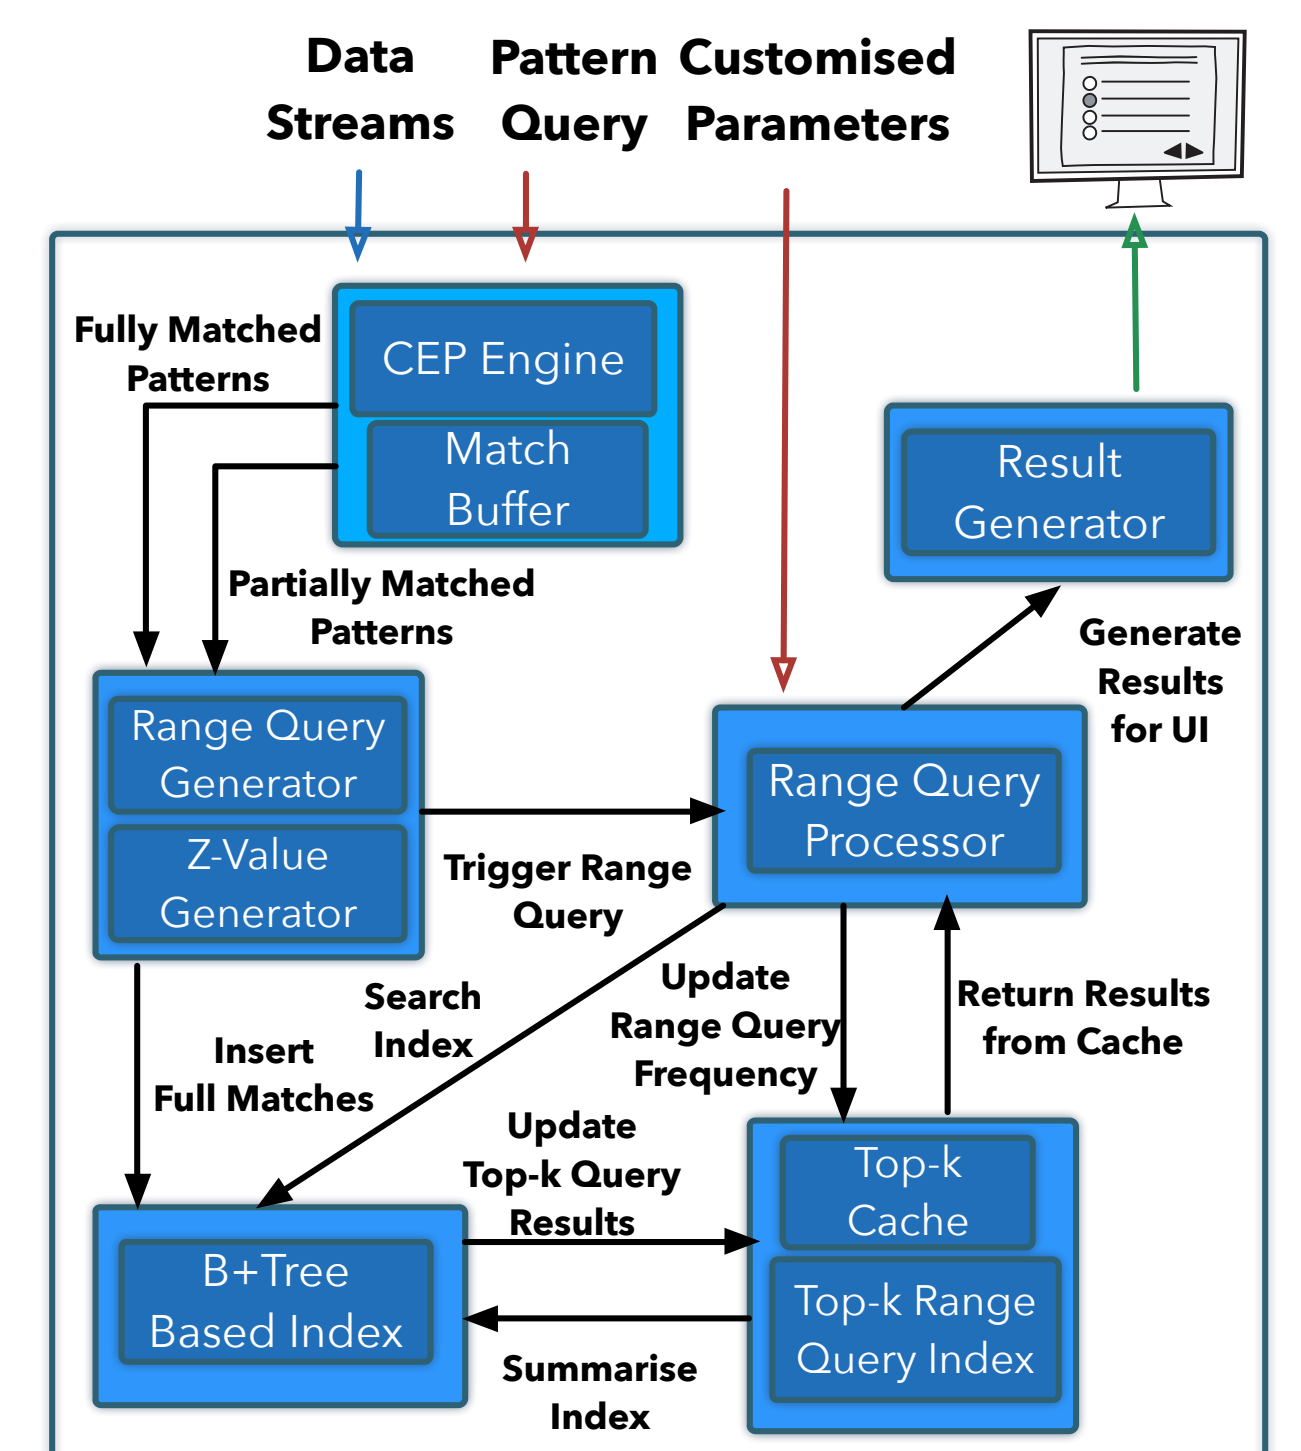 Data
Streams
Pattern
Query
Customised
Parameters
Fully Matched
Patterns
CEP Engine
Match
Buffer
Result
Generator
Partially Matched
Patterns
Generate
Results
for UI
Range Query
Generator
Z-Value
Generator
Range Query
Processor
Trigger Range
Query
Search
Index
Update
Range Query
Frequency
Return Results
from Cache
Insert
Full Matches
Update
Top-k Query
Results
Top-k
Cache
B+Tree
Based Index
Top-k Range
Query Index
Summarise
Index